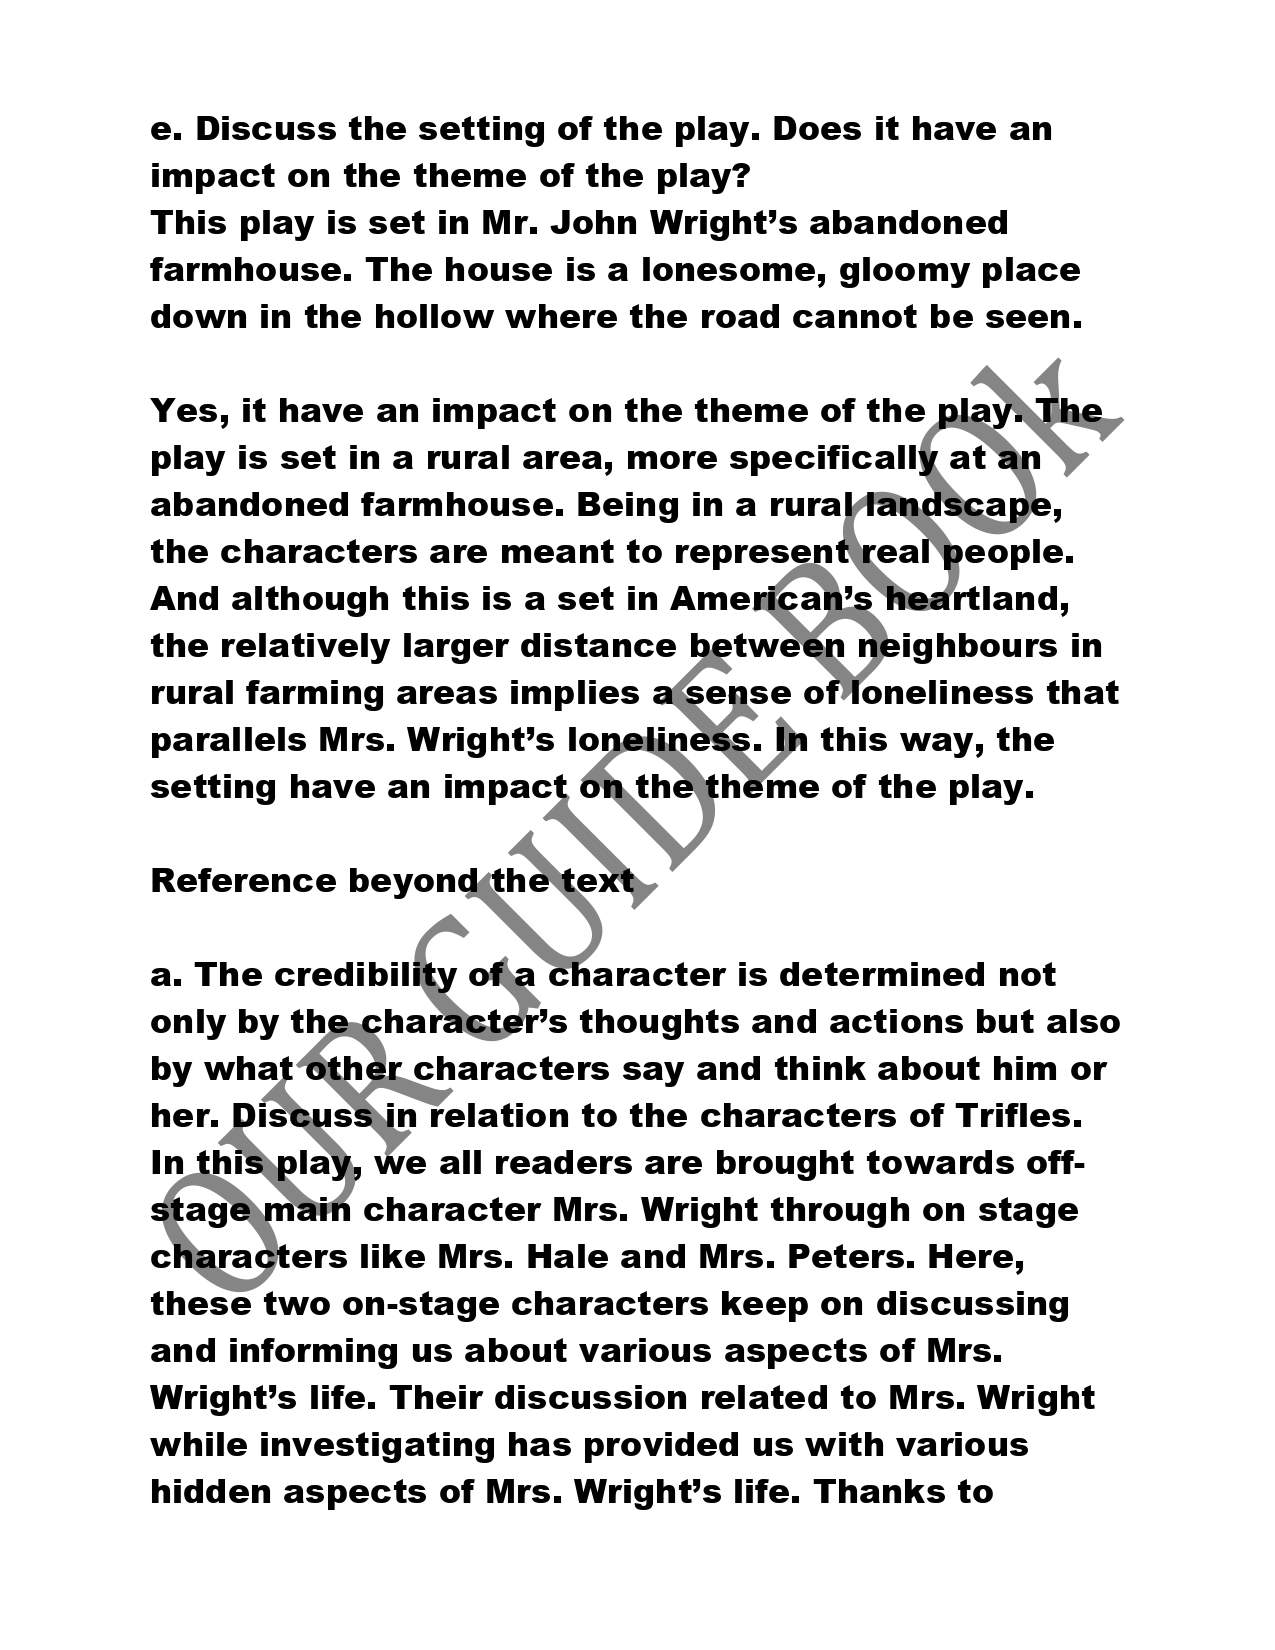 e. Discuss the setting of the play. Does it have an
impact on the theme of the play?
This play is set in Mr. John Wright’s abandoned
farmhouse. The house is a lonesome, gloomy place
down in the hollow where the road cannot be seen.
Yes, it have an impact on the theme of the play. The
play is set in a rural area, more specifically at an
abandoned farmhouse. Being in a rural landscape,
the characters are meant to represent real people.
And although this is a set in American’s heartland,
the relatively larger distance between neighbours in
rural farming areas implies a sense of loneliness that
parallels Mrs. Wright’s loneliness. In this way, the
setting have an impact on the theme of the play.
Reference beyond the text
a. The credibility of a character is determined not
only by the character’s thoughts and actions but also
by what other characters say and think about him or
her. Discuss in relation to the characters of Trifles.
In this play, we all readers are brought towards off-
stage main character Mrs. Wright through on stage
characters like Mrs. Hale and Mrs. Peters. Here,
these two on-stage characters keep on discussing
and informing us about various aspects of Mrs.
Wright’s life. Their discussion related to Mrs. Wright
while investigating has provided us with various
hidden aspects of Mrs. Wright’s life. Thanks to
OUR GUIDE BOOk